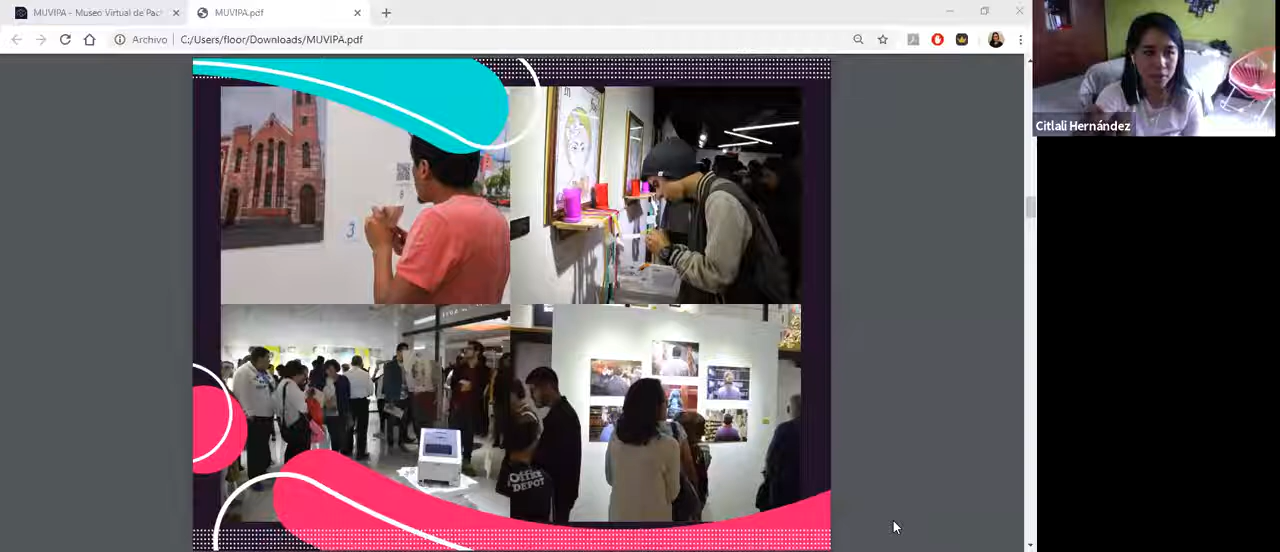 MUVIPA - Museo Virtual de Pach
MUVIPA.pdf
Archivo
C:/Users/floor/Downloads/MUVIPA.pdf
Citlali Hernández
3
Office
DEPOT